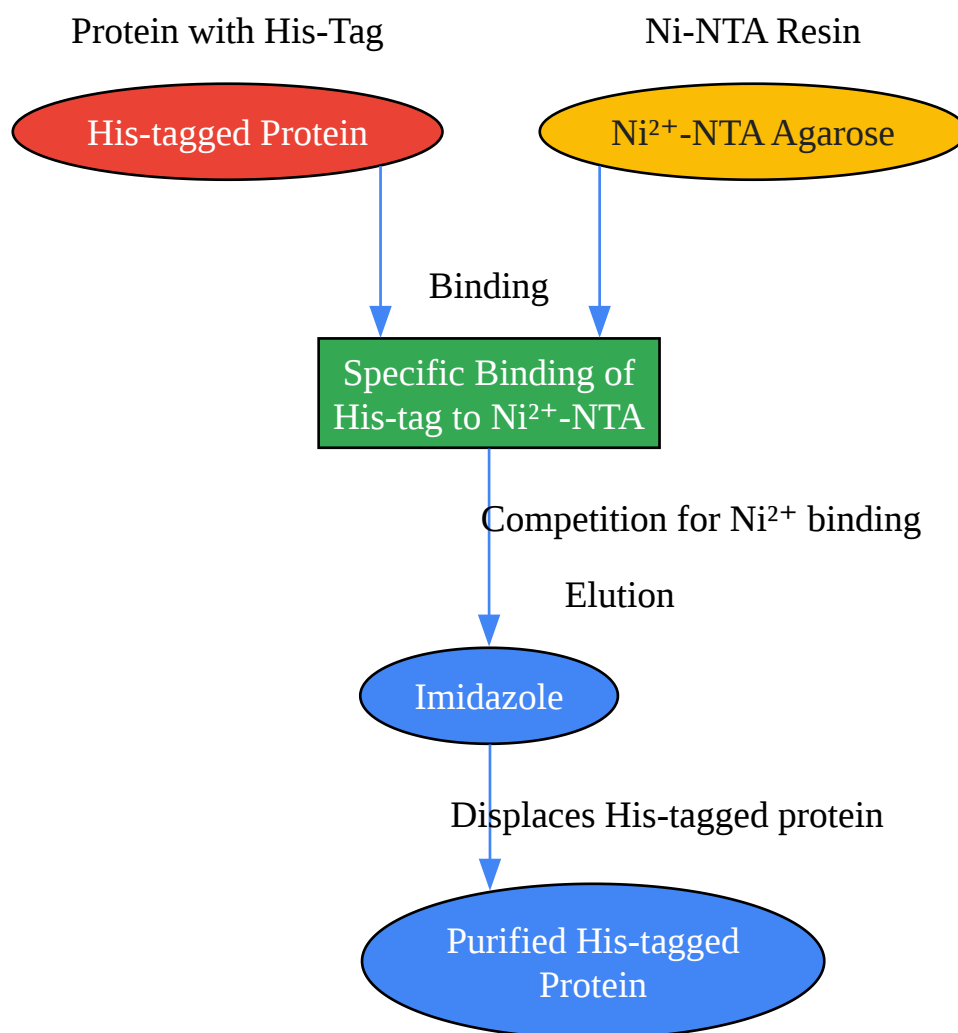 Protein with His-Tag
Ni-NTA Resin
His-tagged Protein
Ni²⁺-NTA Agarose
Binding
Specific Binding of
His-tag to Ni²⁺-NTA
Competition for Ni²⁺ binding
Elution
Imidazole
Displaces His-tagged protein
Purified His-tagged
Protein